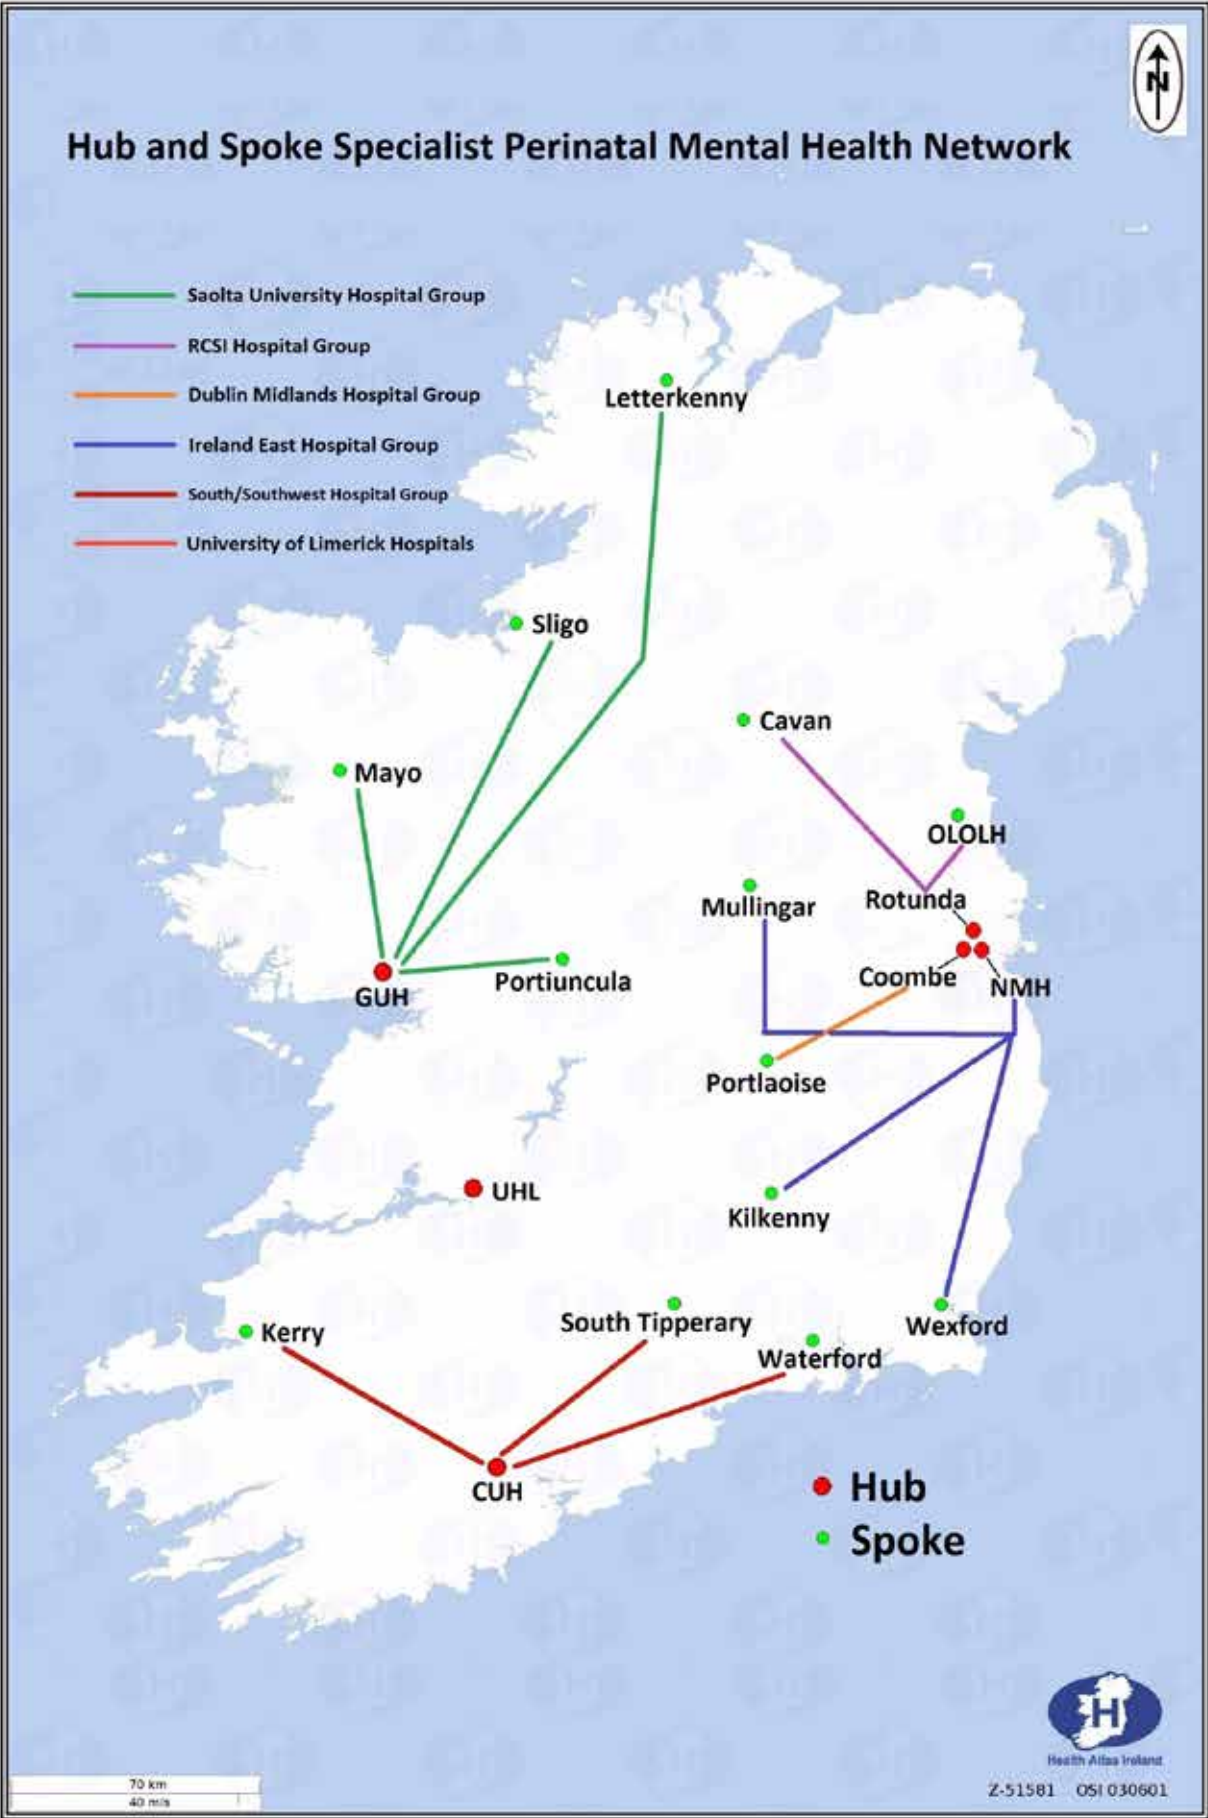 N
Hub and Spoke Specialist Perinatal Mental Health Network
Saolta University Hospital Group
RCSI Hospital Group
Dublin Midlands Hospital Group
Ireland East Hospital Group
South/Southwest Hospital Group
University of Limerick Hospitals
Letterkenny
Sligo
Cavan
Mayo
OLOLH
Mullingar
Rotunda
Coombe
NMH
GUH
Portiuncula
Portlaoise
UHL
Kilkenny
South Tipperary
Kerry
Wexford
Waterford
CUH
Hub
Spoke
H
Health Atlas Ireland
70 km
40 mls
Z-51581 OSI 030601